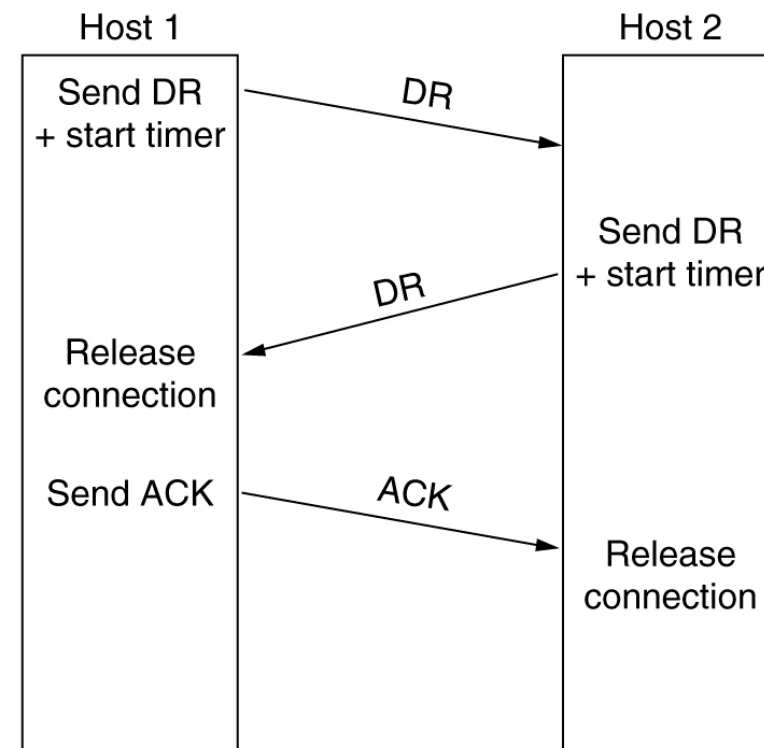 Host 1
Host 2
Send DR
+ start timer
DR
Send DR
+ start timer
DR
Release
connection
Send ACK
ACK
Release
connection